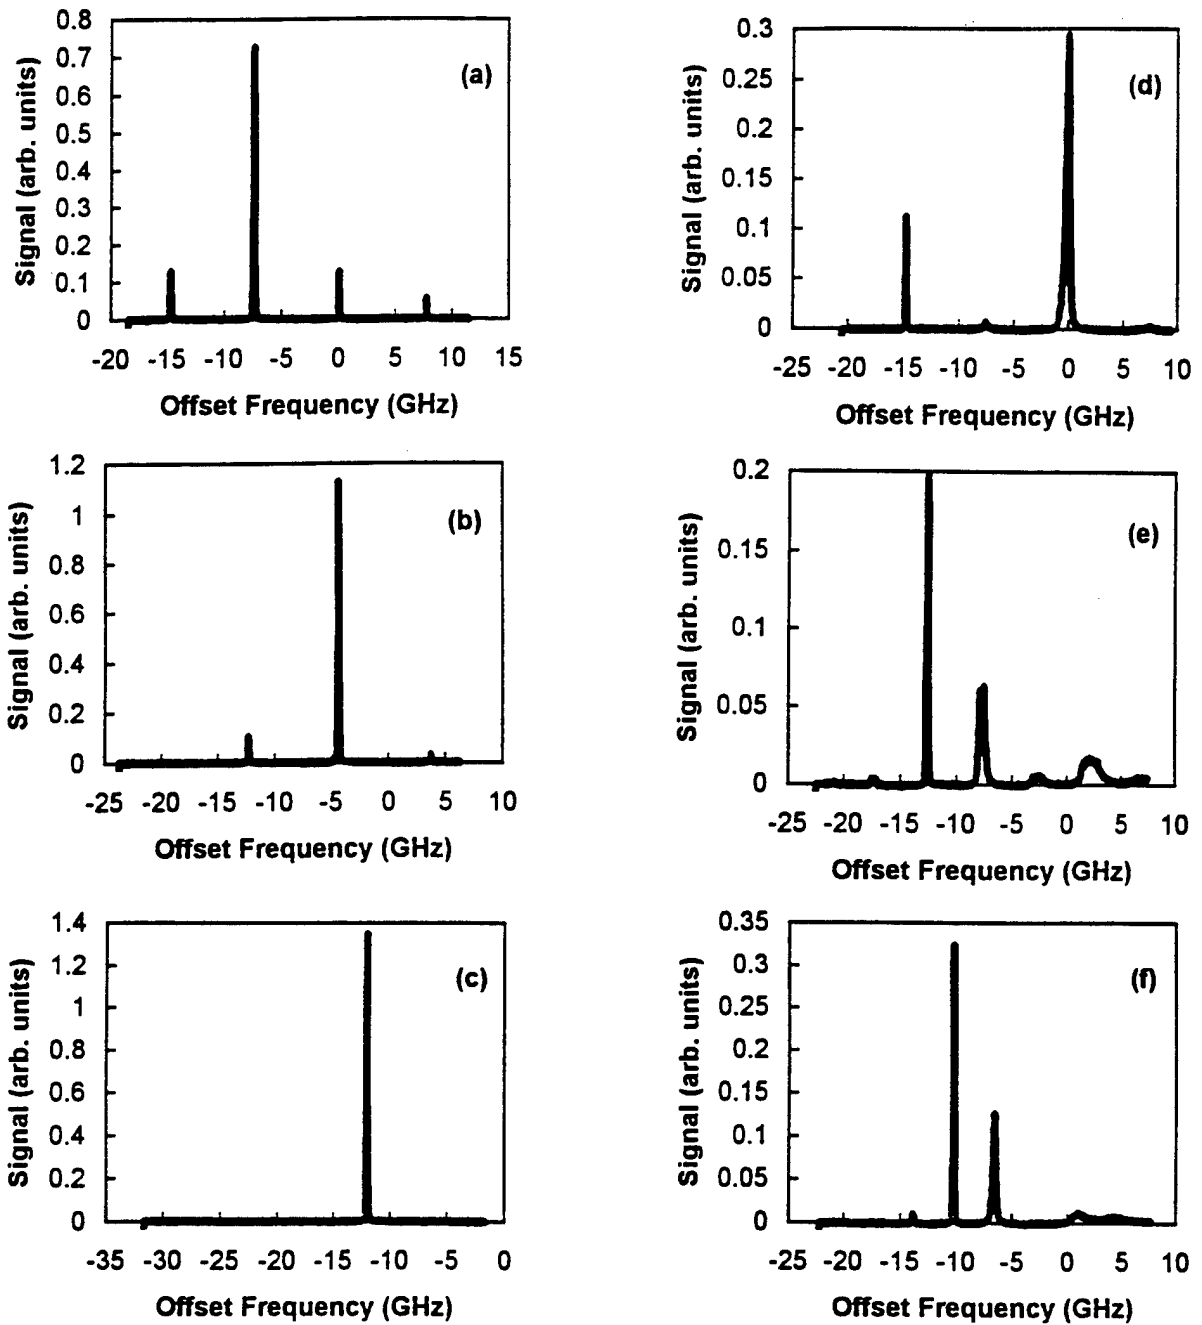 (a)
Signal (arb. units)
0.8
0.7
0.6
0.5
0.4
0.3
0.2
0.1
0
-20 -15 -10 -5 0 5 10 15
Offset Frequency (GHz)
(b)
Signal (arb. units)
1.2
1
0.8
0.6
0.4
0.2
0
-25 -20 -15 -10 -5 0 5 10
Offset Frequency (GHz)
(c)
Signal (arb. units)
1.4
1.2
1
0.8
0.6
0.4
0.2
0
-35 -30 -25 -20 -15 -10 -5 0
Offset Frequency (GHz)
(d)
Signal (arb. units)
0.3
0.25
0.2
0.15
0.1
0.05
0
-25 -20 -15 -10 -5 0 5 10
Offset Frequency (GHz)
(e)
Signal (arb. units)
0.2
0.15
0.1
0.05
0
-25 -20 -15 -10 -5 0 5 10
Offset Frequency (GHz)
(f)
Signal (arb. units)
0.35
0.3
0.25
0.2
0.15
0.1
0.05
0
-25 -20 -15 -10 -5 0 5 10
Offset Frequency (GHz)